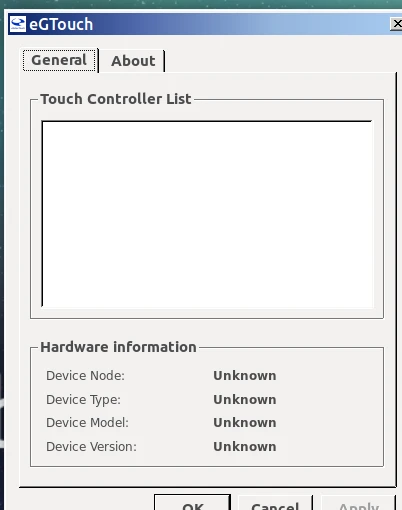 eGTouch
General About
Touch Controller List
Hardware information
Device Node: Unknown
Device Type: Unknown
Device Model: Unknown
Device Version: Unknown
OK Cancel Apply